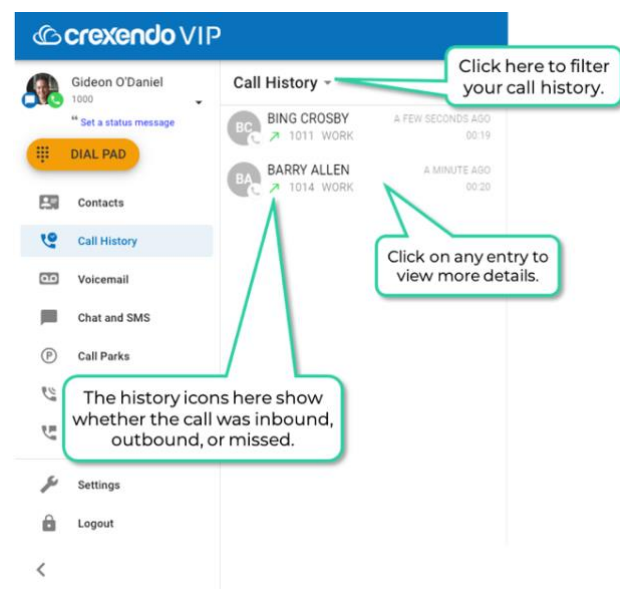 crexendo VIP
Click here to filter
your call history.
Gideon O'Daniel
1000
" Set a status message
DIAL PAD
Call History
BC
BING CROSBY
A FEW SECONDS AGO
1011 WORK
00:19
BA
BARRY ALLEN
A MINUTE AGO
1014 WORK
00:20
Contacts
Call History
Voicemail
Chat and SMS
P
Call Parks
Click on any entry to
view more details.
The history icons here show
whether the call was inbound,
outbound, or missed.
Settings
Logout